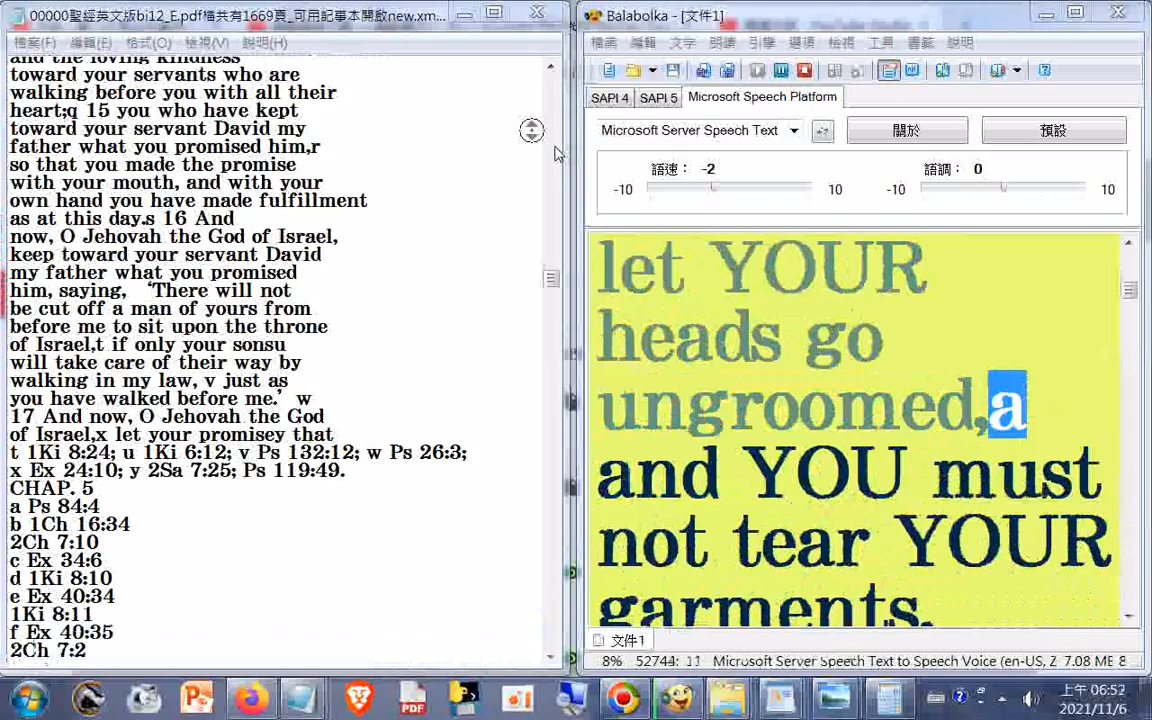 00000聖經英文版bi12_E.pdf檔共有1669頁_可用記事本開啟new.xm...
檔案(F) 編輯(E) 格式(O) 檢視(V) 說明(H)
and the loving kindness
toward your servants who are
walking before you with all their
heart;q 15 you who have kept
toward your servant David my
father what you promised him,r
so that you made the promise
with your mouth, and with your
own hand you have made fulfillment
as at this day.s 16 And
now, O Jehovah the God of Israel,
keep toward your servant David
my father what you promised
him, saying, ‘There will not
be cut off a man of yours from
before me to sit upon the throne
of Israel,t if only your sonsu
will take care of their way by
walking in my law, v just as
you have walked before me.’ w
17 And now, O Jehovah the God
of Israel,x let your promisey that
t 1Ki 8:24; u 1Ki 6:12; v Ps 132:12; w Ps 26:3;
x Ex 24:10; y 2Sa 7:25; Ps 119:49.
CHAP. 5
a Ps 84:4
b 1Ch 16:34
2Ch 7:10
c Ex 34:6
d 1Ki 8:10
e Ex 40:34
1Ki 8:11
f Ex 40:35
2Ch 7:2
Balabolka - [文件1]
檔案 編輯 文字 朗讀 引擎 選項 檢視 工具 書籤 說明
SAPI 4 SAPI 5 Microsoft Speech Platform
Microsoft Server Speech Text 關於 預設
語速： -2 語調： 0
-10 10 -10 10
let YOUR
heads go
ungroomed,a
and YOU must
not tear YOUR
garments,
文件1
8% 52744: 11 Microsoft Server Speech Text to Speech Voice (en-US, Z 7.08 MB 8
PDF
上午 06:52
2021/11/6